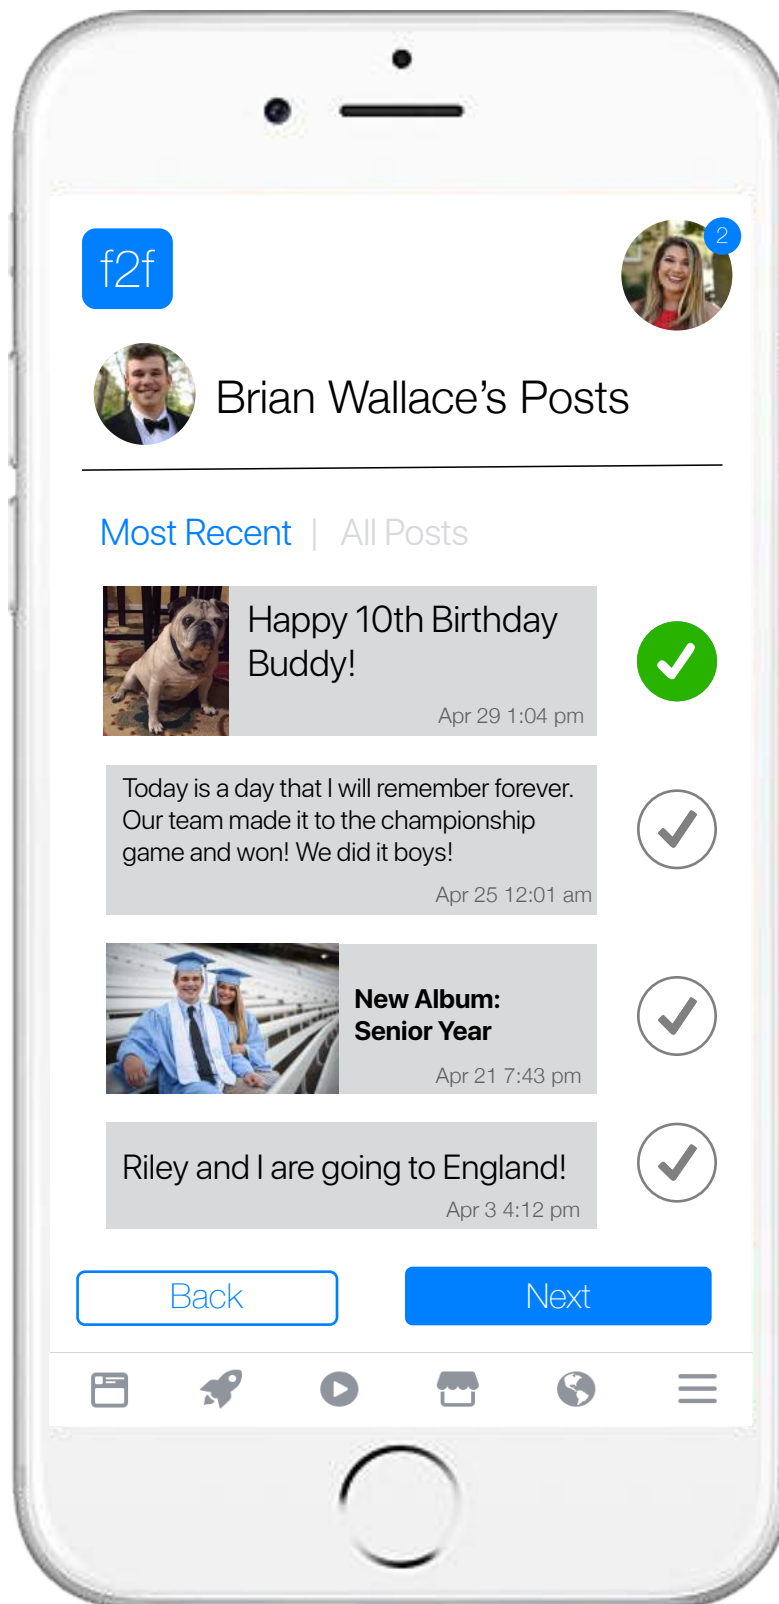 f2f
2
Brian Wallace’s Posts
Most Recent | All Posts
Happy 10th Birthday
Buddy!
Apr 29 1:04 pm
Today is a day that I will remember forever.
Our team made it to the championship
game and won! We did it boys!
Apr 25 12:01 am
New Album:
Senior Year
Apr 21 7:43 pm
Riley and I are going to England!
Apr 3 4:12 pm
Back
Next